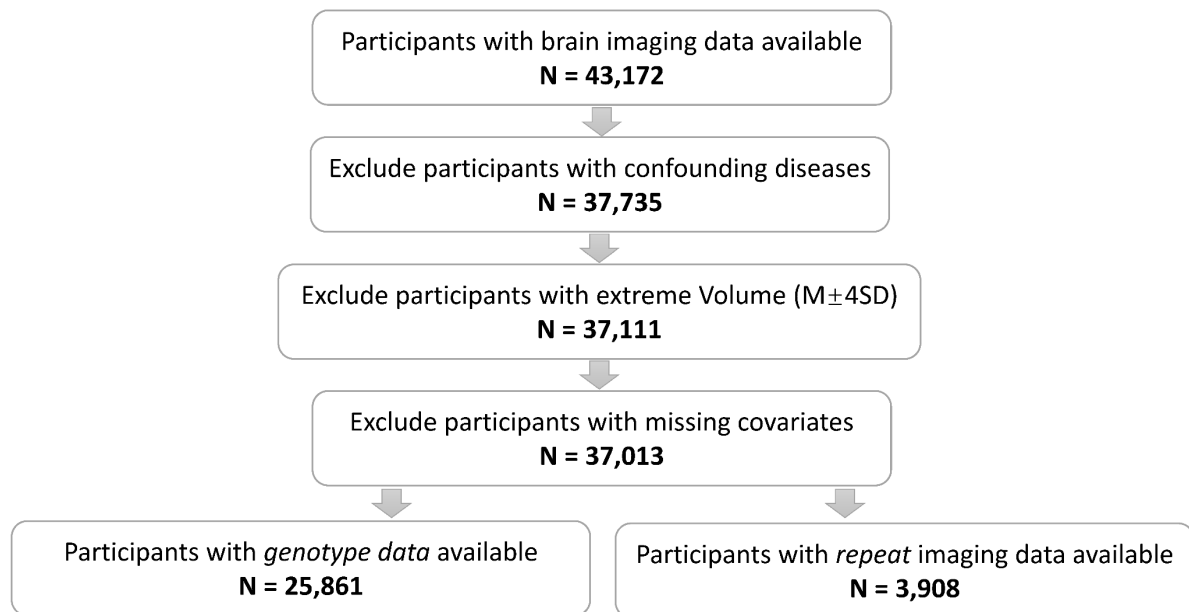 Participants with brain imaging data available
N = 43,172
Exclude participants with confounding diseases
N = 37,735
Exclude participants with extreme Volume (M±4SD)
N = 37,111
Exclude participants with missing covariates
N = 37,013
Participants with genotype data available
N = 25,861
Participants with repeat imaging data available
N = 3,908